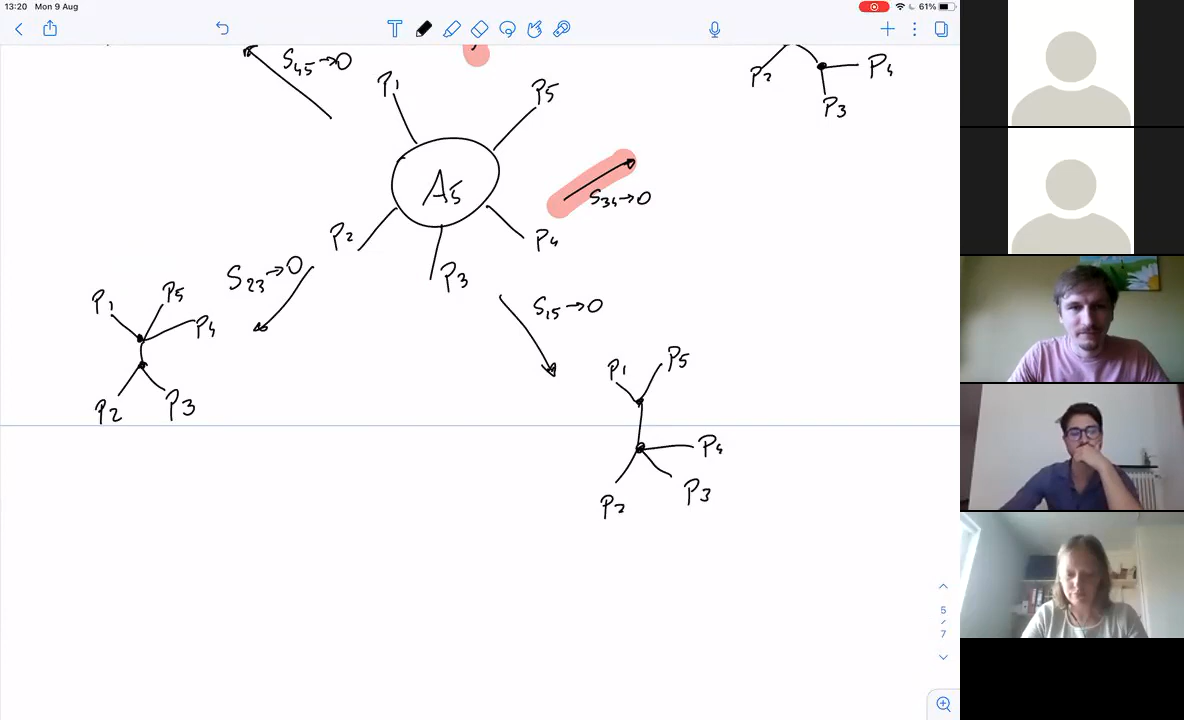 13:20 Mon 9 Aug
61%
T
S45→0
P1
P5
P2
P4
P3
A5
S34→0
P2
P4
P3
S23→0
S15→0
P1
P5
P4
P2
P3
P1
P5
P4
P2
P3
5
/
7